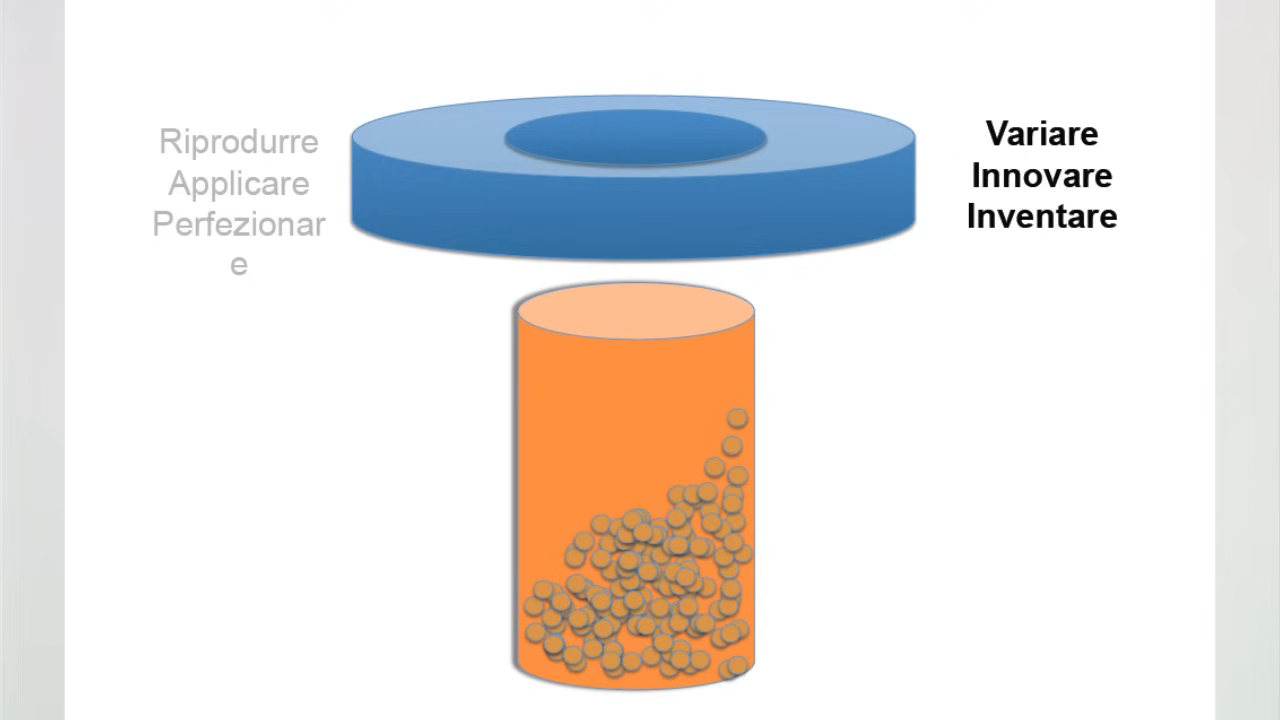 Riprodurre
Applicare
Perfezionar
e
Variare
Innovare
Inventare